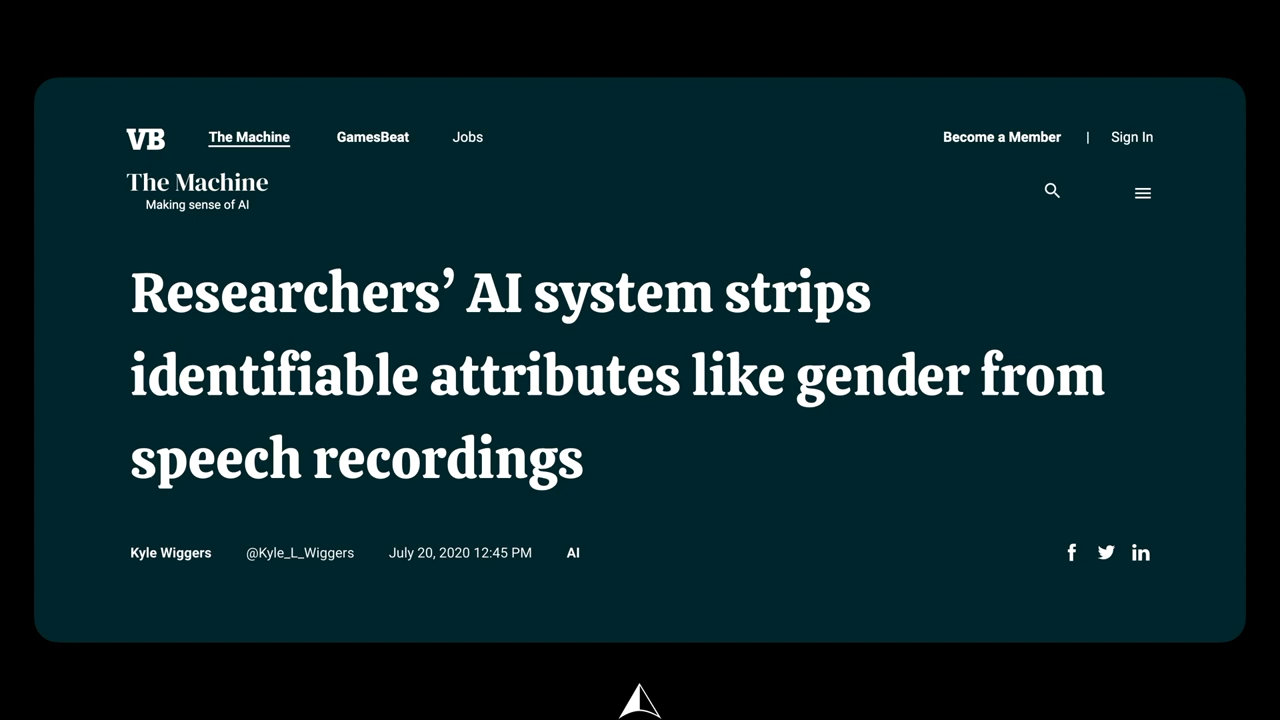 VB The Machine GamesBeat Jobs Become a Member | Sign In
The Machine
Making sense of AI
Researchers’ AI system strips
identifiable attributes like gender from
speech recordings
Kyle Wiggers @Kyle_L_Wiggers July 20, 2020 12:45 PM AI f in